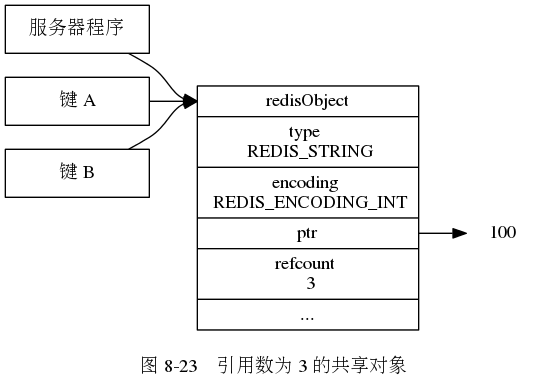 服务器程序
键 A
键 B
redisObject
type
REDIS_STRING
encoding
REDIS_ENCODING_INT
ptr
100
refcount
3
...
图 8-23 引用数为 3 的共享对象